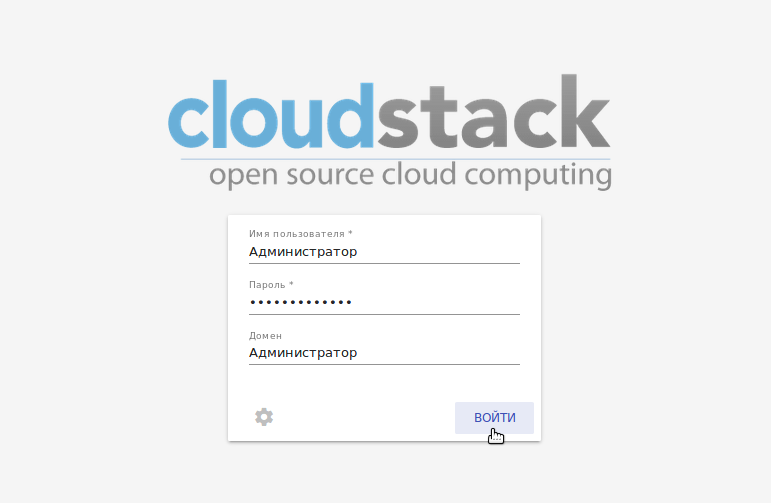 cloudstack
open source cloud computing
Имя пользователя *
Администратор
Пароль *
•••••••••••••
Домен
Администратор
ВОЙТИ